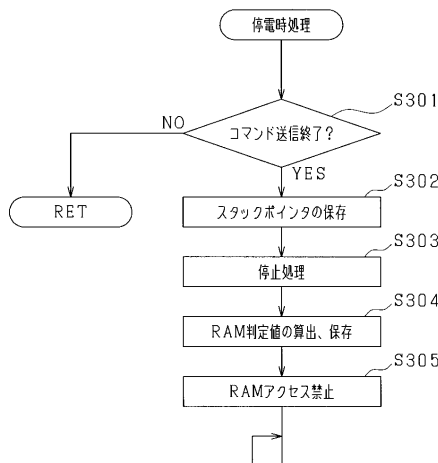 停電時処理
S301
NO
コマンド送信終了?
YES
S302
RET
スタックポインタの保存
S303
停止処理
S304
RAM判定値の算出、保存
S305
RAMアクセス禁止